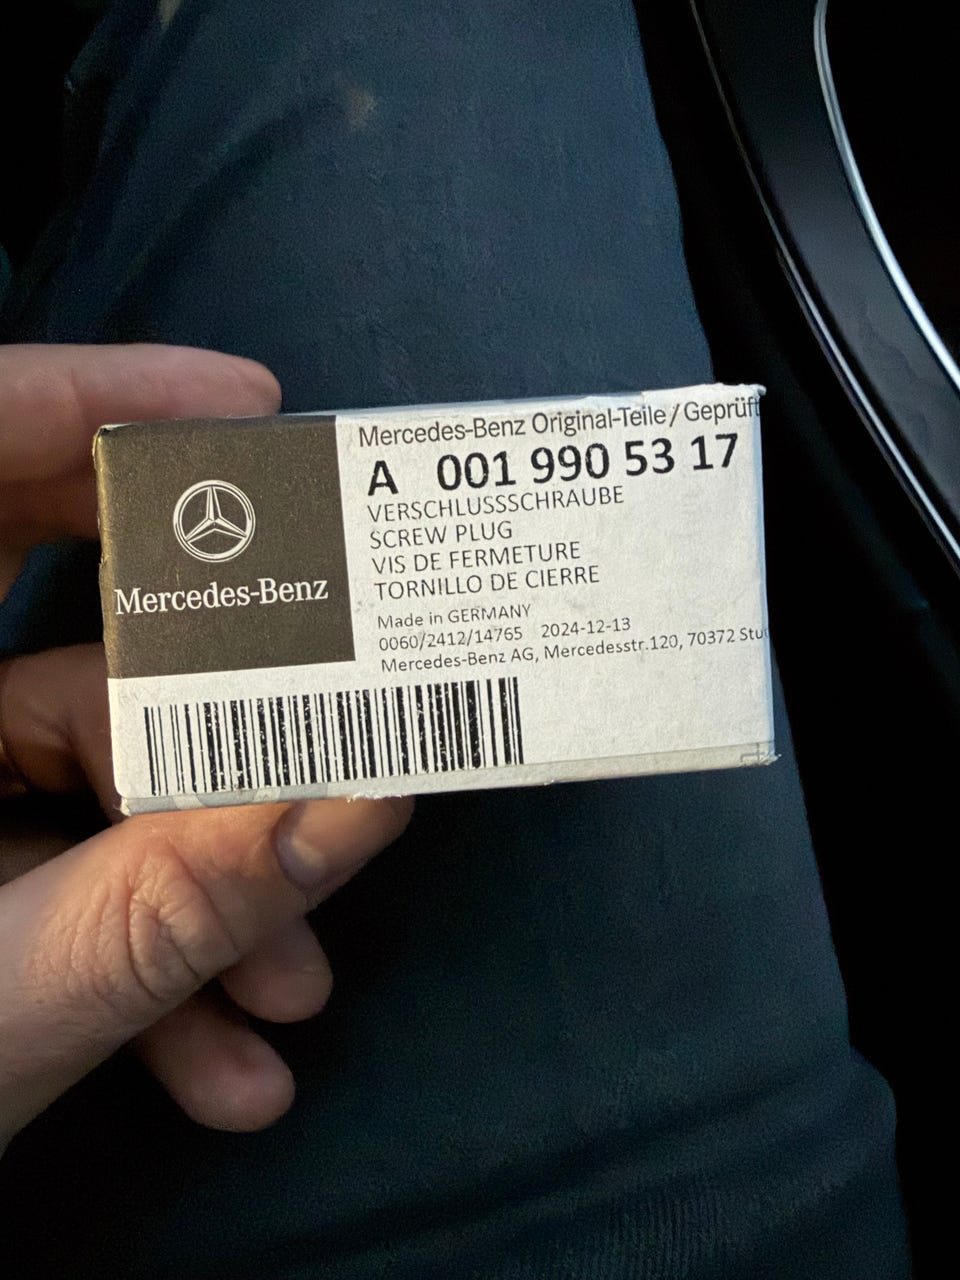 Mercedes-Benz
Mercedes-Benz Original-Teile / Geprüft
A 001 990 53 17
VERSCHLUSSSCHRAUBE
SCREW PLUG
VIS DE FERMETURE
TORNILLO DE CIERRE
Made in GERMANY
0060/2412/14765 2024-12-13
Mercedes-Benz AG, Mercedesstr.120, 70372